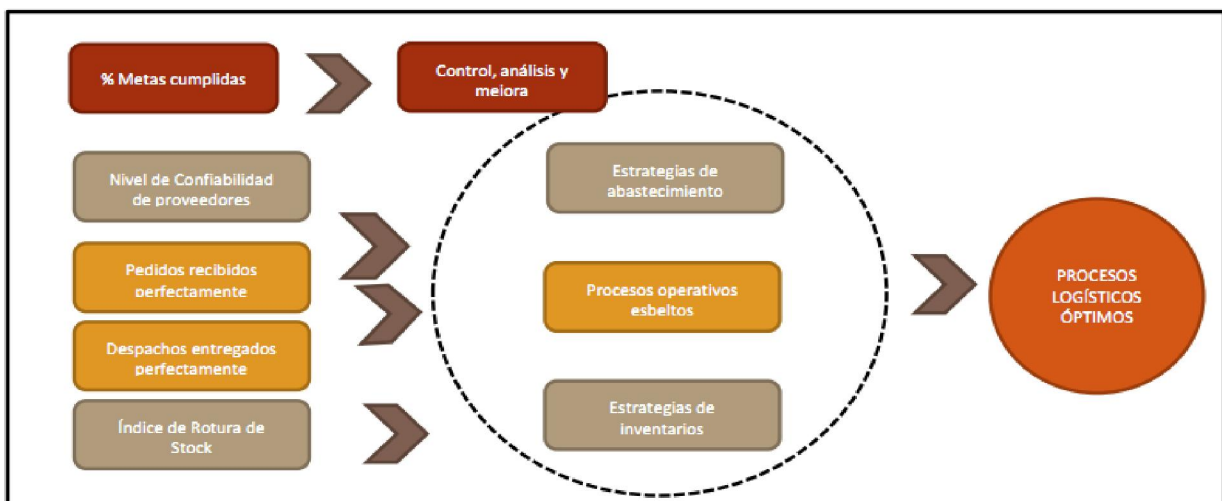 % Metas cumplidas
Control, análisis y
mejora
Nivel de Confiabilidad
de proveedores
Estrategias de
abastecimiento
Pedidos recibidos
perfectamente
Procesos operativos
esbeltos
PROCESOS
LOGÍSTICOS
ÓPTIMOS
Despachos entregados
perfectamente
Índice de Rotura de
Stock
Estrategias de
inventarios